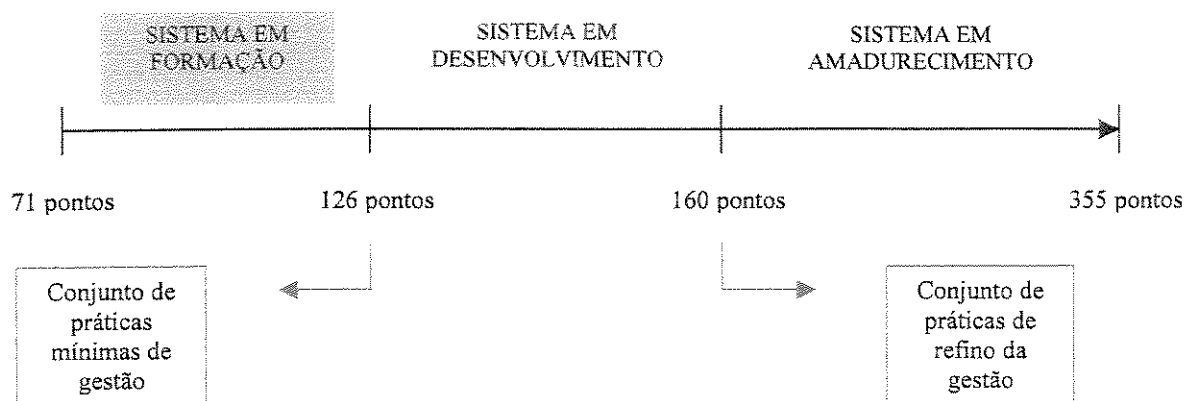 SISTEMA EM
FORMAÇÃO
SISTEMA EM
DESENVOLVIMENTO
SISTEMA EM
AMADURECIMENTO
71 pontos
126 pontos
160 pontos
355 pontos
Conjunto de
práticas
mínimas de
gestão
Conjunto de
práticas de
refino da
gestão